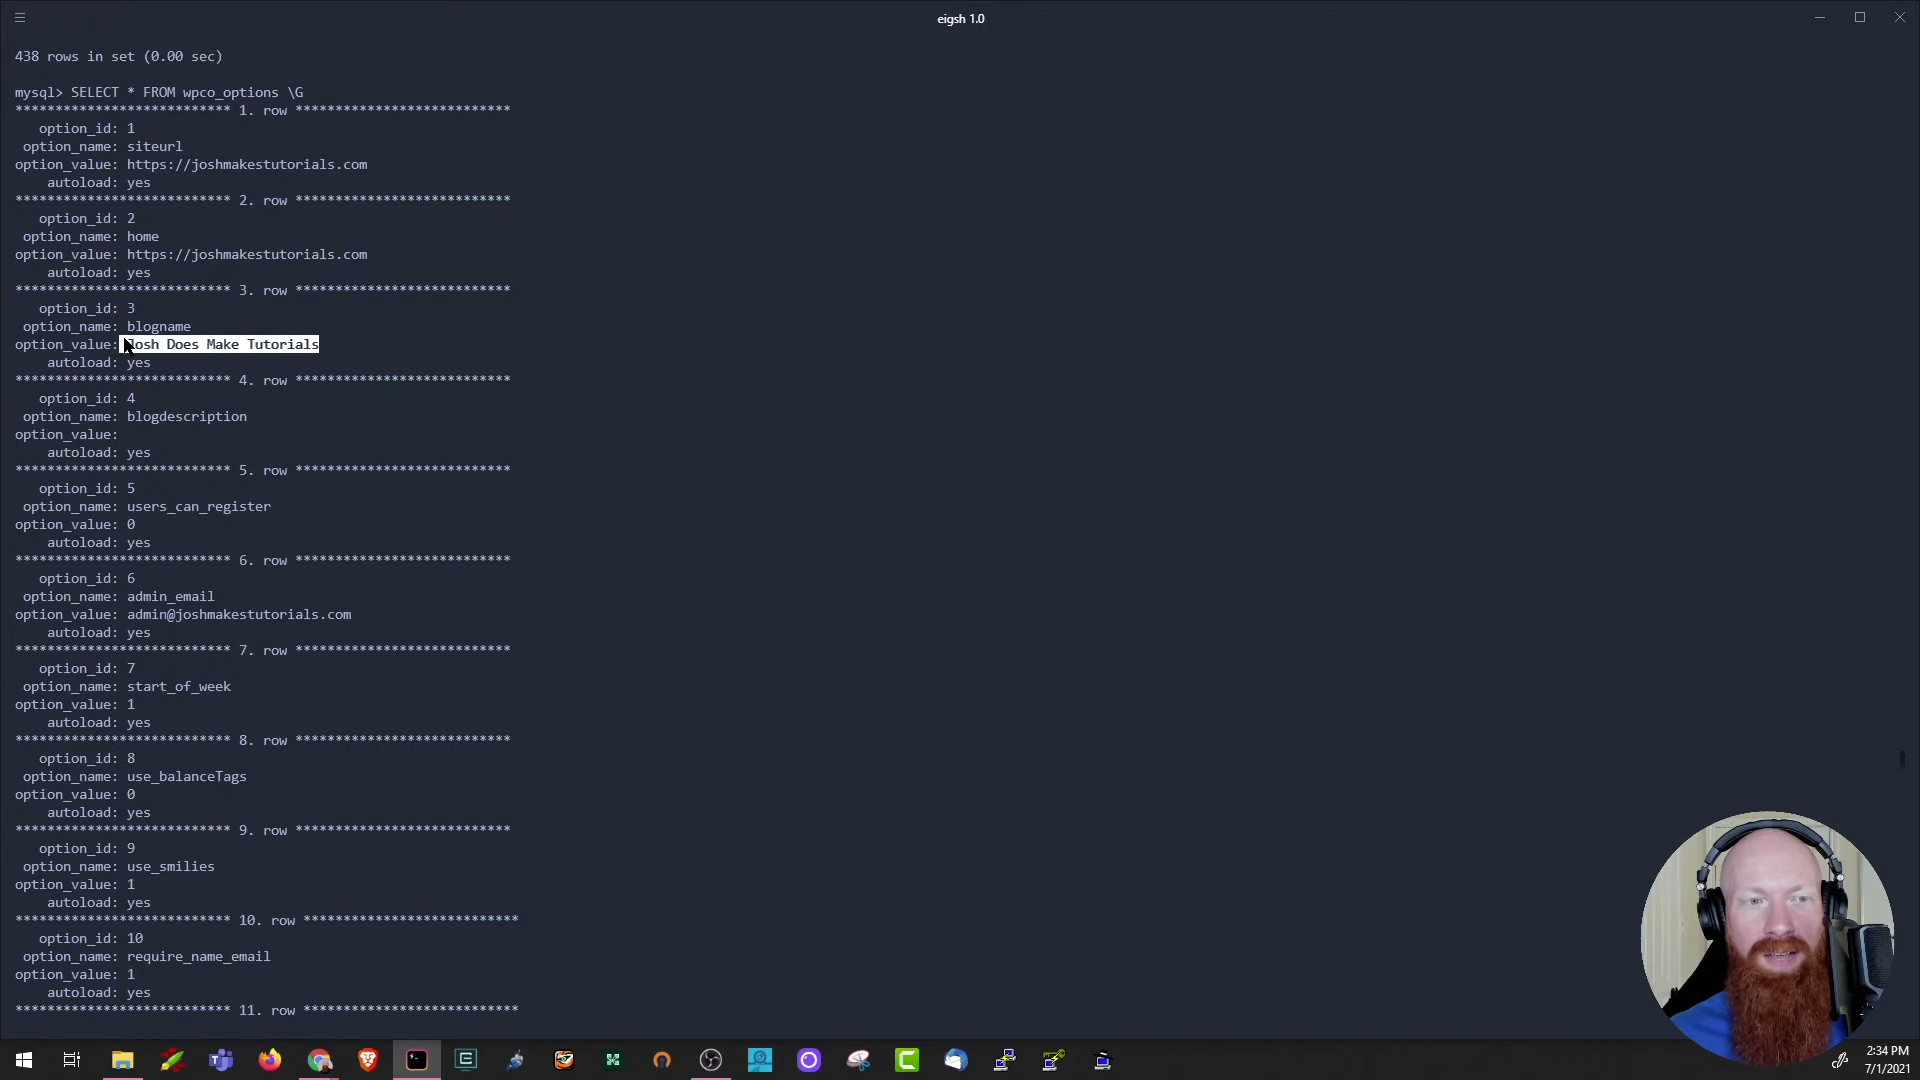 eigsh 1.0
438 rows in set (0.00 sec)
mysql> SELECT * FROM wpco_options \G
*************************** 1. row ***************************
option_id: 1
option_name: siteurl
option_value: https://joshmakestutorials.com
autoload: yes
*************************** 2. row ***************************
option_id: 2
option_name: home
option_value: https://joshmakestutorials.com
autoload: yes
*************************** 3. row ***************************
option_id: 3
option_name: blogname
option_value: Josh Does Make Tutorials
autoload: yes
*************************** 4. row ***************************
option_id: 4
option_name: blogdescription
option_value:
autoload: yes
*************************** 5. row ***************************
option_id: 5
option_name: users_can_register
option_value: 0
autoload: yes
*************************** 6. row ***************************
option_id: 6
option_name: admin_email
option_value: admin@joshmakestutorials.com
autoload: yes
*************************** 7. row ***************************
option_id: 7
option_name: start_of_week
option_value: 1
autoload: yes
*************************** 8. row ***************************
option_id: 8
option_name: use_balanceTags
option_value: 0
autoload: yes
*************************** 9. row ***************************
option_id: 9
option_name: use_smilies
option_value: 1
autoload: yes
*************************** 10. row ***************************
option_id: 10
option_name: require_name_email
option_value: 1
autoload: yes
*************************** 11. row ***************************
2:34 PM
7/1/2021